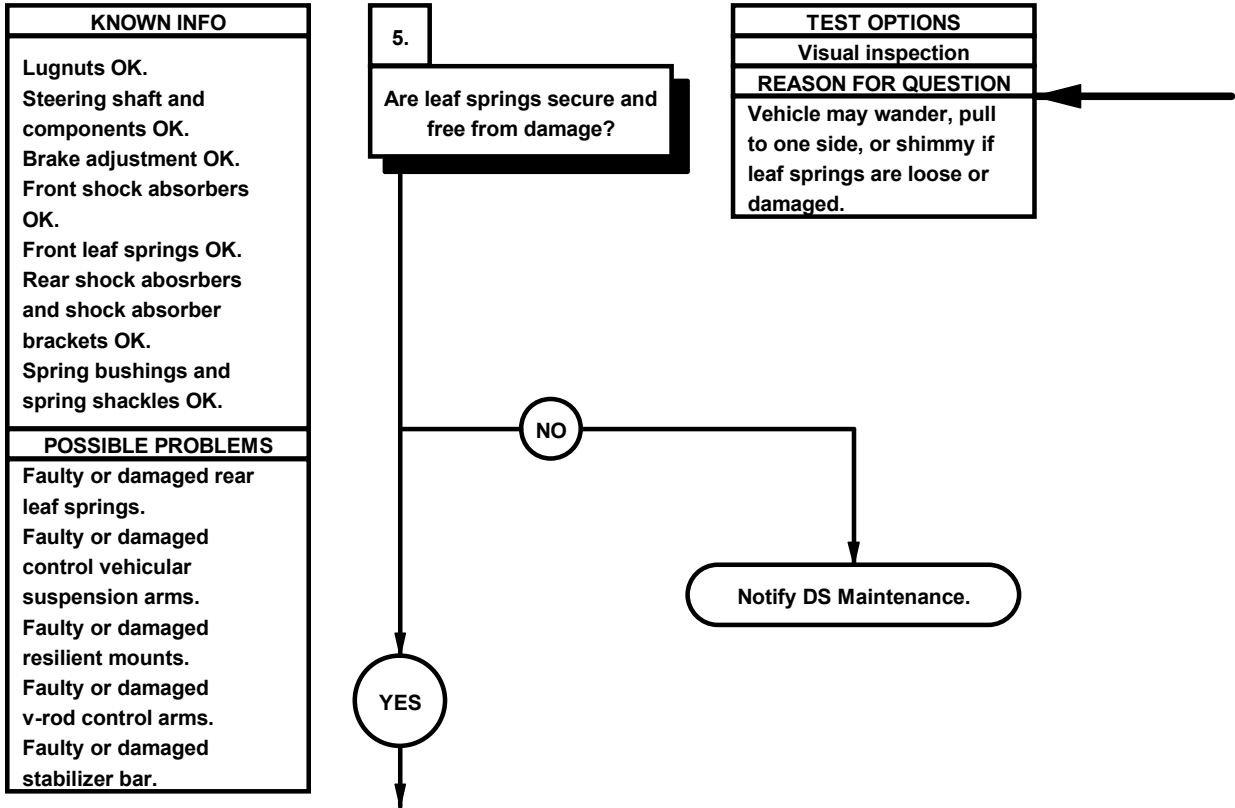 KNOWN INFO
Lugnuts OK.
Steering shaft and
components OK.
Brake adjustment OK.
Front shock absorbers
OK.
Front leaf springs OK.
Rear shock abosrbers
and shock absorber
brackets OK.
Spring bushings and
spring shackles OK.
POSSIBLE PROBLEMS
Faulty or damaged rear
leaf springs.
Faulty or damaged
control vehicular
suspension arms.
Faulty or damaged
resilient mounts.
Faulty or damaged
v-rod control arms.
Faulty or damaged
stabilizer bar.
5.
Are leaf springs secure and
free from damage?
TEST OPTIONS
Visual inspection
REASON FOR QUESTION
Vehicle may wander, pull
to one side, or shimmy if
leaf springs are loose or
damaged.
NO
Notify DS Maintenance.
YES